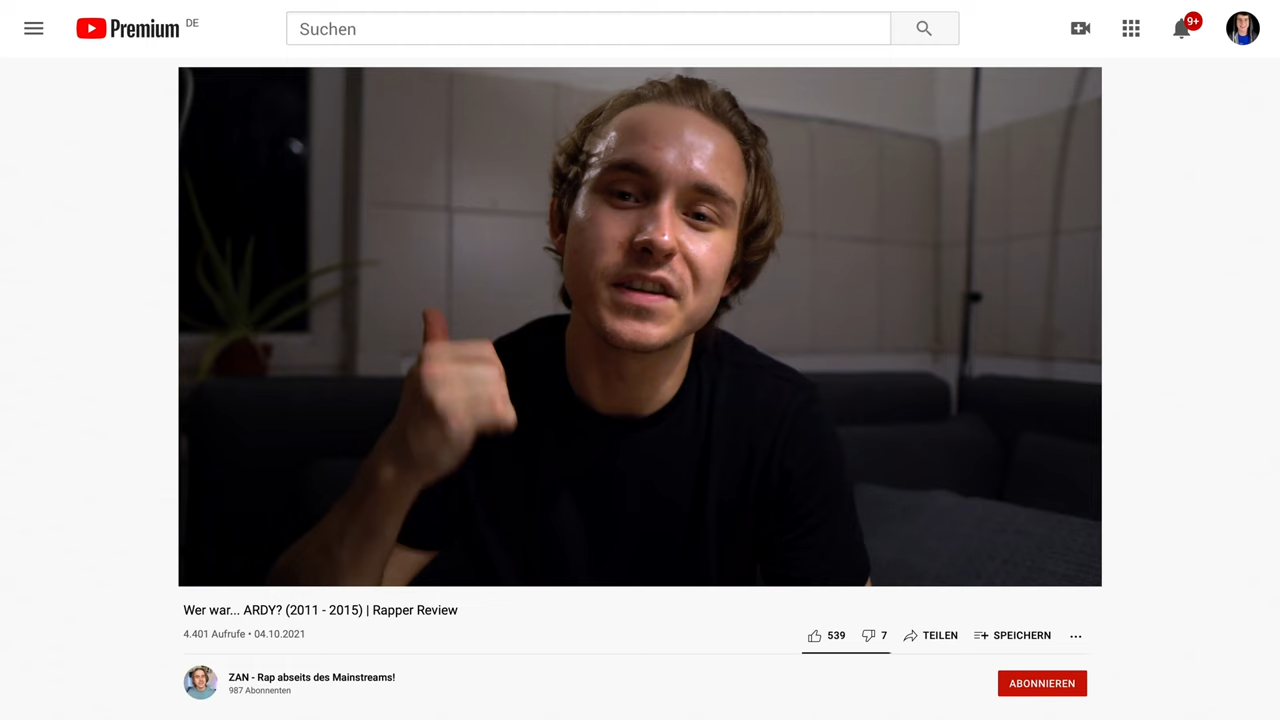 Premium DE
Suchen
9+
Wer war... ARDY? (2011 - 2015) | Rapper Review
4.401 Aufrufe • 04.10.2021
539 7 TEILEN SPEICHERN
ZAN - Rap abseits des Mainstreams!
987 Abonnenten
ABONNIEREN